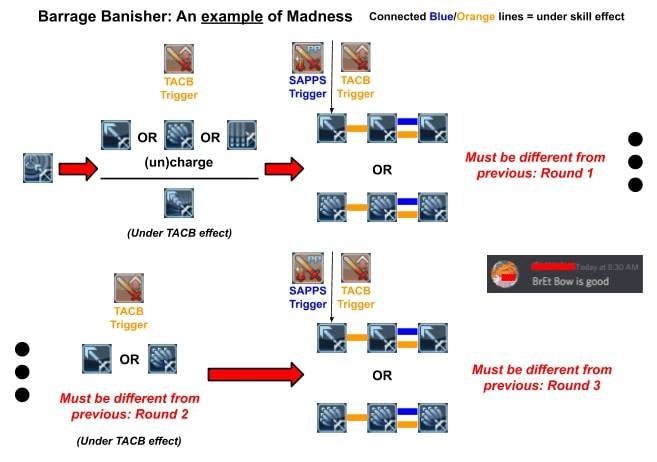 Barrage Banisher: An example of Madness
Connected Blue/Orange lines = under skill effect
TACB
Trigger
SAPPS
Trigger
TACB
Trigger
OR
OR
(un)charge
(Under TACB effect)
OR
Must be different from
previous: Round 1
TACB
Trigger
OR
Must be different from
previous: Round 2
(Under TACB effect)
PP
SAPPS
Trigger
TACB
Trigger
OR
Must be different from
previous: Round 3
Today at 8:30 AM
BrEt Bow is good